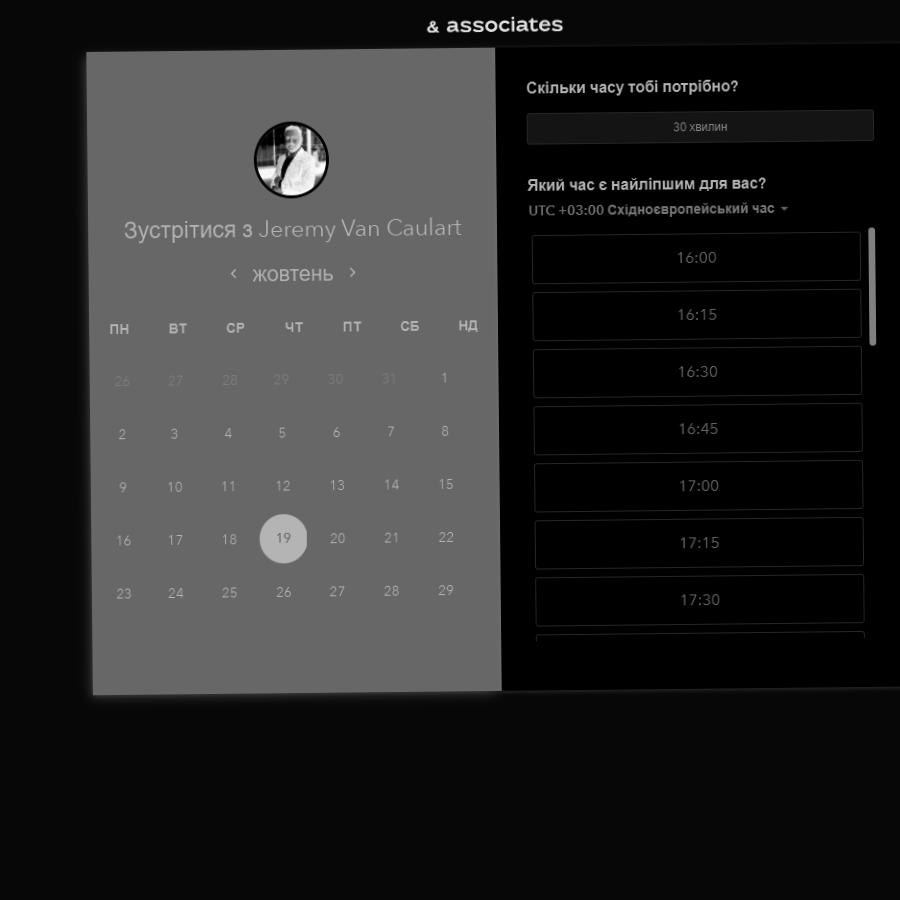 & associates
Зустрітися з Jeremy Van Caulart
жовтень
ПН ВТ СР ЧТ ПТ СБ НД
26 27 28 29 30 31 1
2 3 4 5 6 7 8
9 10 11 12 13 14 15
16 17 18 19 20 21 22
23 24 25 26 27 28 29
Скільки часу тобі потрібно?
30 хвилин
Який час є найліпшим для вас?
UTC +03:00 Східноєвропейський час
16:00
16:15
16:30
16:45
17:00
17:15
17:30